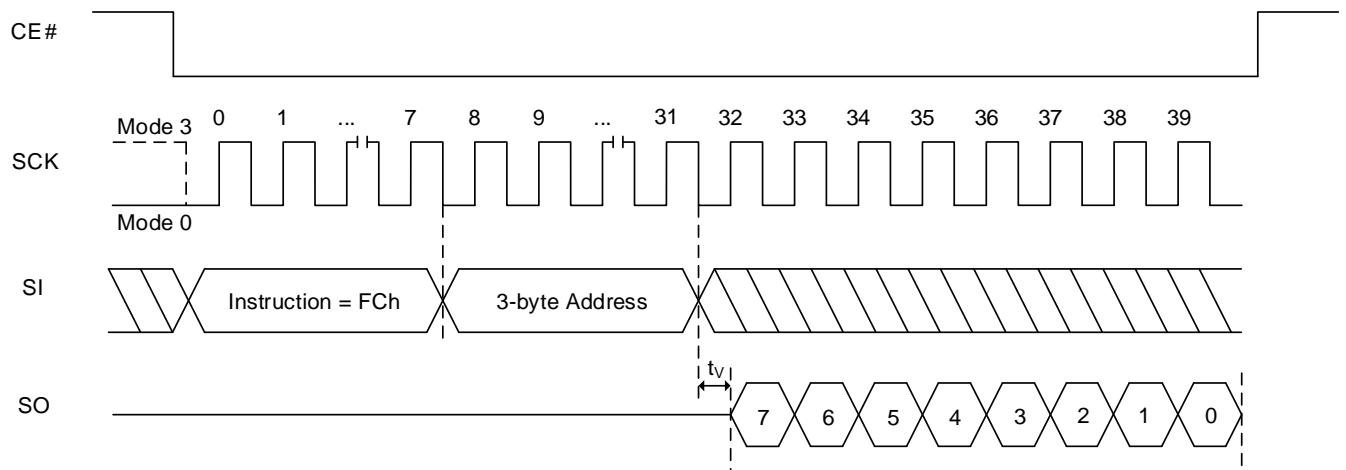 CE#
Mode 3 0 1 ... 7 8 9 ... 31 32 33 34 35 36 37 38 39
SCK
Mode 0
SI
Instruction = FCh 3-byte Address
tV
SO
7 6 5 4 3 2 1 0